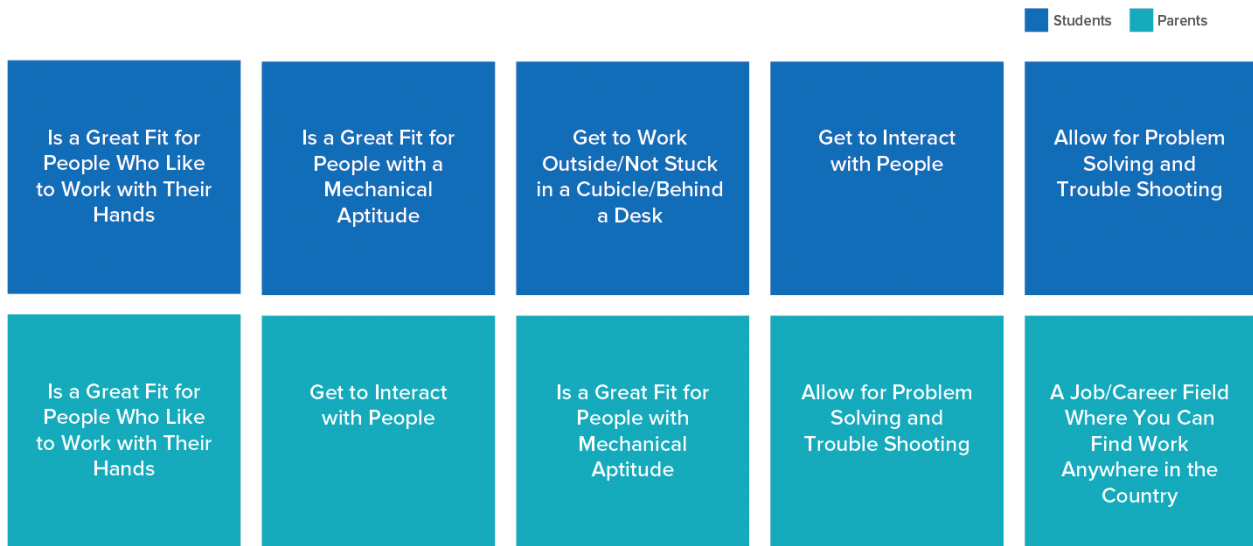 Students
Parents
Is a Great Fit for
People Who Like
to Work with Their
Hands
Is a Great Fit for
People with a
Mechanical
Aptitude
Get to Work
Outside/Not Stuck
in a Cubicle/Behind
a Desk
Get to Interact
with People
Allow for Problem
Solving and
Trouble Shooting
Is a Great Fit for
People Who Like
to Work with Their
Hands
Get to Interact
with People
Is a Great Fit for
People with
Mechanical
Aptitude
Allow for Problem
Solving and
Trouble Shooting
A Job/Career Field
Where You Can
Find Work
Anywhere in the
Country